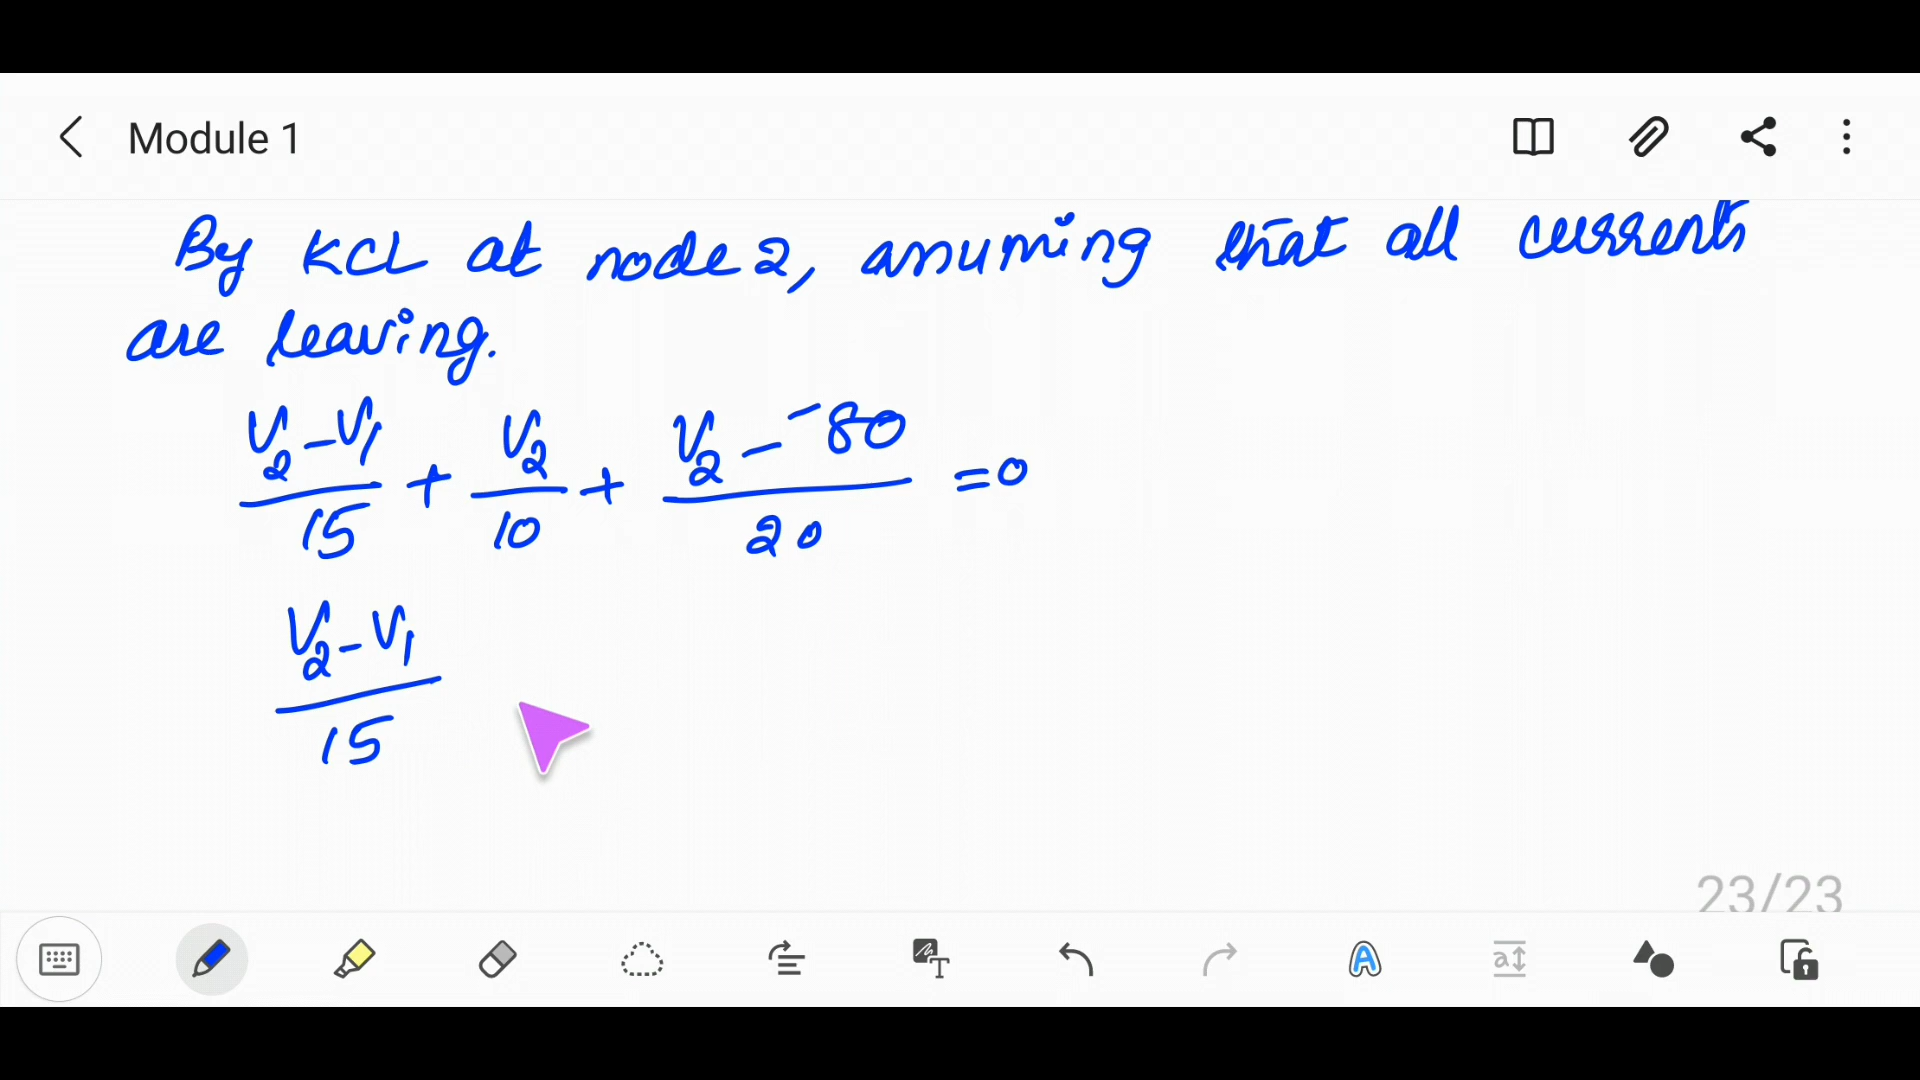 Module 1
By KCL at node 2, assuming that all currents
are leaving.
V2-V1/15 + V2/10 + V2 - -80/20 = 0
V2-V1/15
23/23